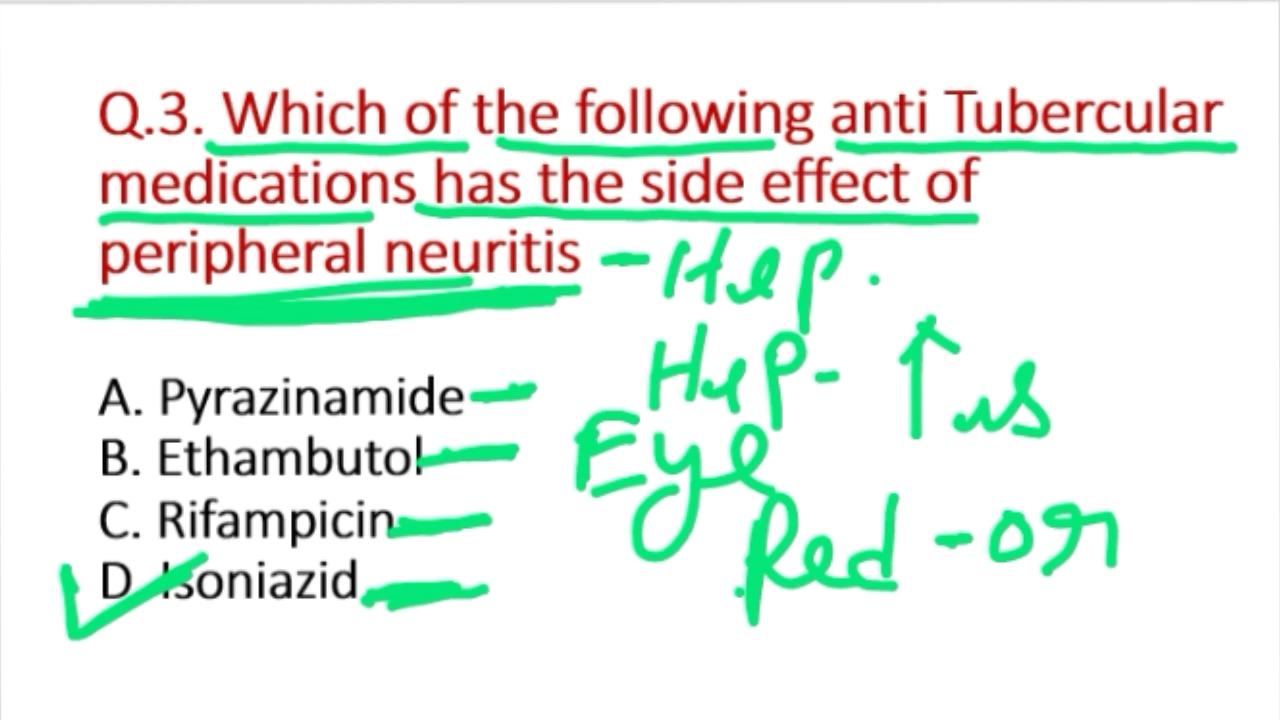 Q.3. Which of the following anti Tubercular
medications has the side effect of
peripheral neuritis - Hep.
A. Pyrazinamide Hep - ↑
B. Ethambutol Eye
C. Rifampicin Red - or
D. Isoniazid